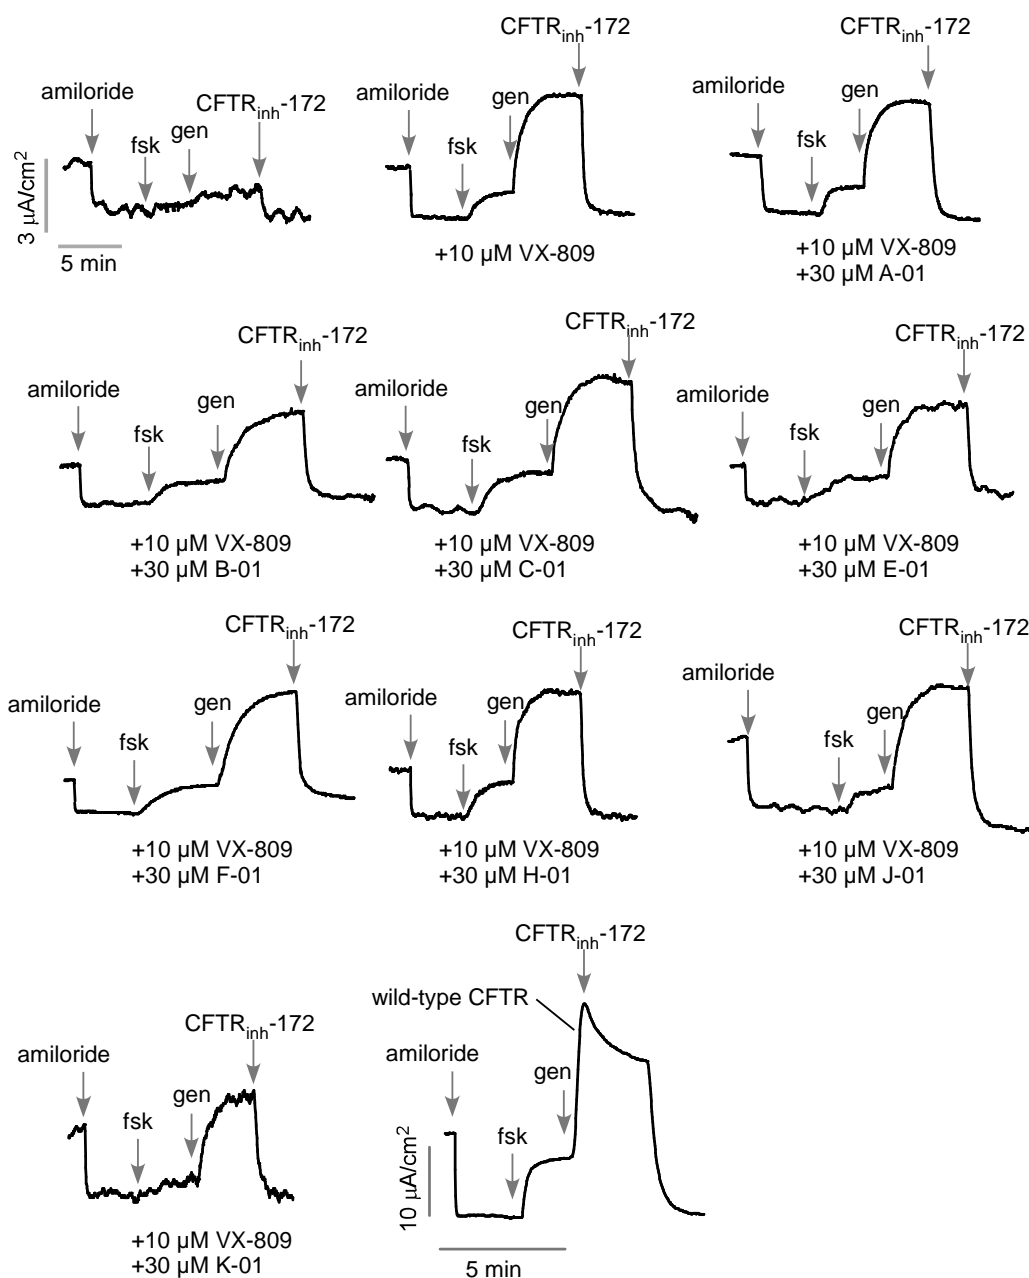 CFTRinh-172
CFTRinh-172
amiloride
CFTRinh-172
fsk
gen
3 µA/cm2
5 min
amiloride
gen
fsk
+10 µM VX-809
amiloride
gen
fsk
+10 µM VX-809
+30 µM A-01
CFTRinh-172
amiloride
gen
fsk
+10 µM VX-809
+30 µM B-01
CFTRinh-172
amiloride
gen
fsk
+10 µM VX-809
+30 µM C-01
CFTRinh-172
amiloride
gen
fsk
+10 µM VX-809
+30 µM E-01
CFTRinh-172
amiloride
gen
fsk
+10 µM VX-809
+30 µM F-01
CFTRinh-172
amiloride
gen
fsk
+10 µM VX-809
+30 µM H-01
CFTRinh-172
amiloride
gen
fsk
+10 µM VX-809
+30 µM J-01
CFTRinh-172
amiloride
gen
fsk
+10 µM VX-809
+30 µM K-01
CFTRinh-172
wild-type CFTR
amiloride
gen
fsk
10 µA/cm2
5 min